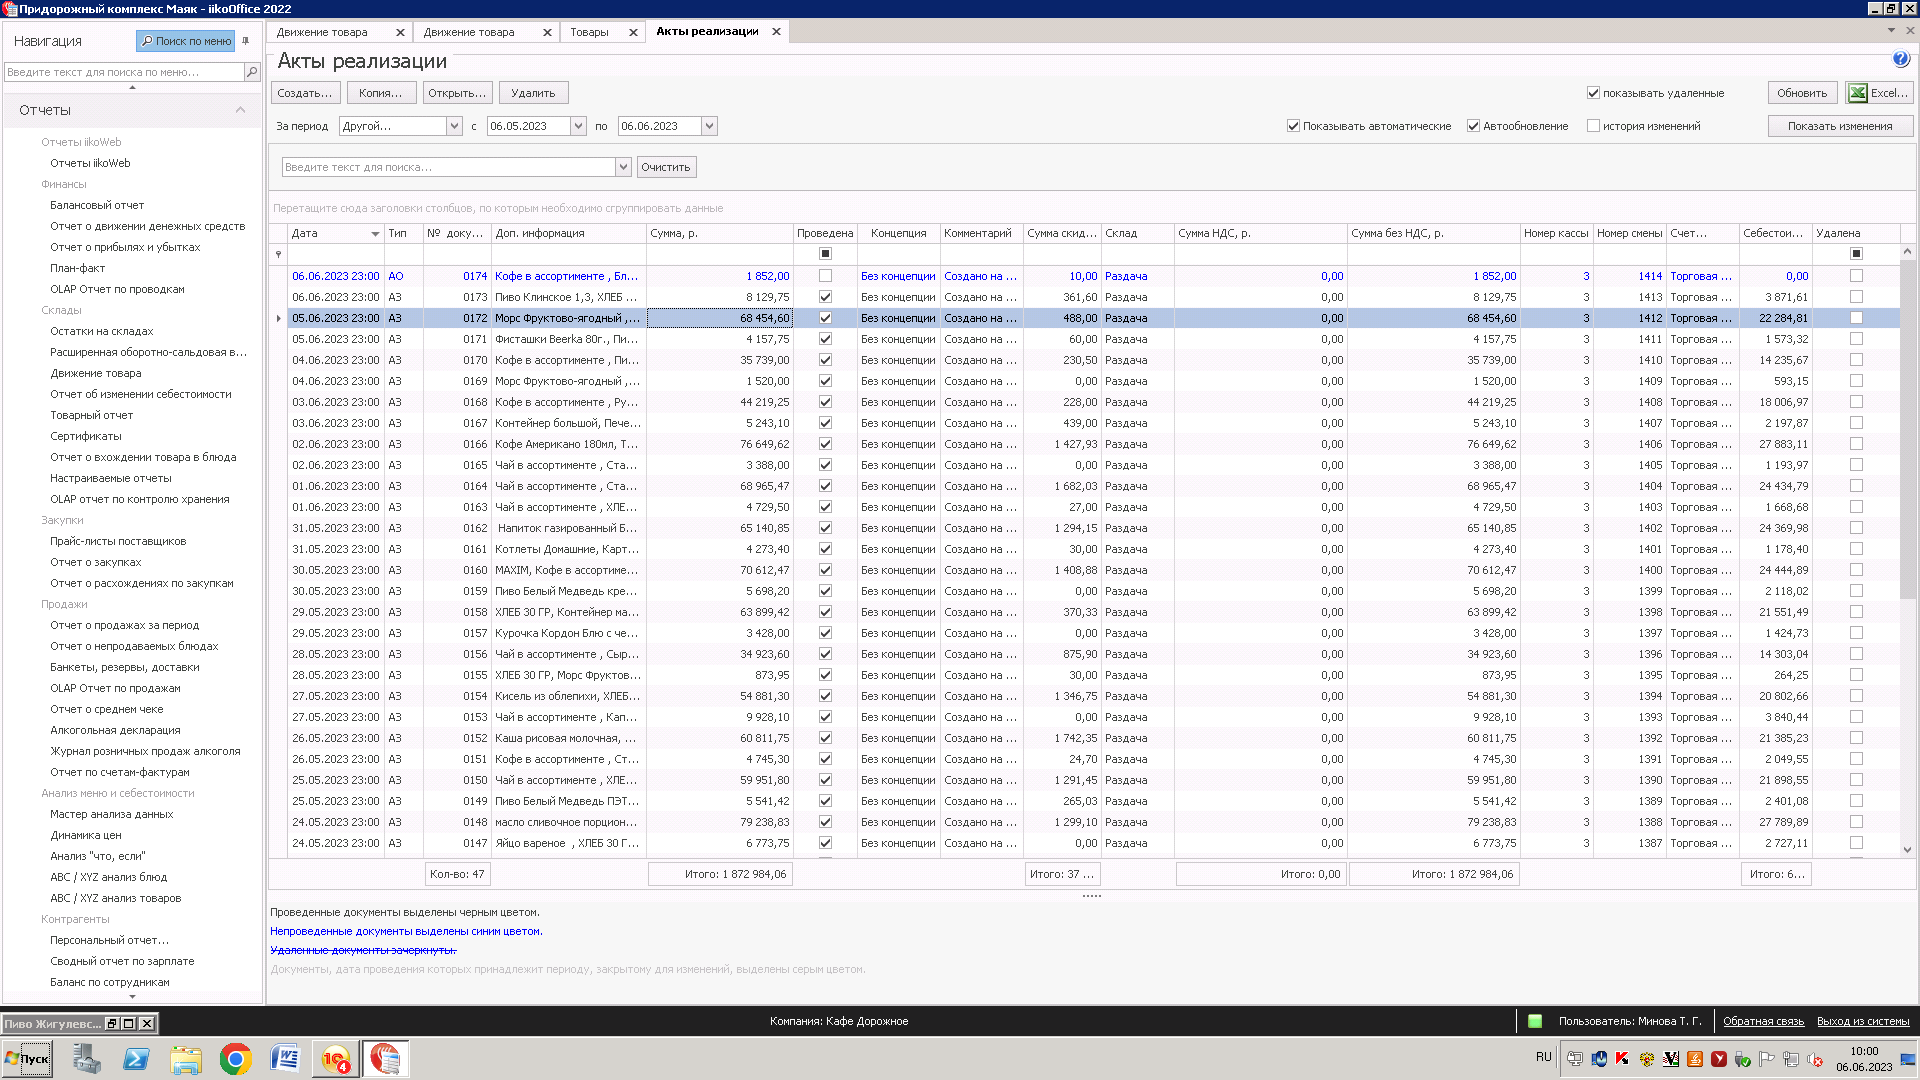 Придорожный комплекс Маяк - iikoOffice 2022
Навигация
Поиск по меню
Введите текст для поиска по меню...
Отчеты
Отчеты iikoWeb
Отчеты iikoWeb
Финансы
Балансовый отчет
Отчет о движении денежных средств
Отчет о прибылях и убытках
План-факт
OLAP Отчет по проводкам
Склады
Остатки на складах
Расширенная оборотно-сальдовая в...
Движение товара
Отчет об изменении себестоимости
Товарный отчет
Сертификаты
Отчет о вхождении товара в блюда
Настраиваемые отчеты
OLAP отчет по контролю хранения
Закупки
Прайс-листы поставщиков
Отчет о закупках
Отчет о расхождениях по закупкам
Продажи
Отчет о продажах за период
Отчет о непродаваемых блюдах
Банкеты, резервы, доставки
OLAP Отчет по продажам
Отчет о среднем чеке
Алкогольная декларация
Журнал розничных продаж алкоголя
Отчет по счетам-фактурам
Анализ меню и себестоимости
Мастер анализа данных
Динамика цен
Анализ "что, если"
ABC / XYZ анализ блюд
ABC / XYZ анализ товаров
Контрагенты
Персональный отчет...
Сводный отчет по зарплате
Баланс по сотрудникам
Движение товара Движение товара Товары Акты реализации
Акты реализации
Создать... Копия... Открыть... Удалить показывать удаленные Обновить Excel...
За период Другой... с 06.05.2023 по 06.06.2023 Показывать автоматические Автообновление история изменений Показать изменения
Введите текст для поиска... Очистить
Перетащите сюда заголовки столбцов, по которым необходимо сгруппировать данные
Дата Тип № доку... Доп. информация Сумма, р. Проведена Концепция Комментарий Сумма скид... Склад Сумма НДС, р. Сумма без НДС, р. Номер кассы Номер смены Счет... Себестои... Удалена
06.06.2023 23:00 АО 0174 Кофе в ассортименте , Бл... 1 852,00 Без концепции Создано на ... 10,00 Раздача 0,00 1 852,00 3 1414 Торговая ... 0,00
06.06.2023 23:00 АЗ 0173 Пиво Клинское 1,3, ХЛЕБ ... 8 129,75 Без концепции Создано на ... 361,60 Раздача 0,00 8 129,75 3 1413 Торговая ... 3 871,61
05.06.2023 23:00 АЗ 0172 Морс Фруктово-ягодный ,... 68 454,60 Без концепции Создано на ... 488,00 Раздача 0,00 68 454,60 3 1412 Торговая ... 22 284,81
05.06.2023 23:00 АЗ 0171 Фисташки Beerka 80г., Пи... 4 157,75 Без концепции Создано на ... 60,00 Раздача 0,00 4 157,75 3 1411 Торговая ... 1 573,32
04.06.2023 23:00 АЗ 0170 Кофе в ассортименте , Пи... 35 739,00 Без концепции Создано на ... 230,50 Раздача 0,00 35 739,00 3 1410 Торговая ... 14 235,67
04.06.2023 23:00 АЗ 0169 Морс Фруктово-ягодный ,... 1 520,00 Без концепции Создано на ... 0,00 Раздача 0,00 1 520,00 3 1409 Торговая ... 593,15
03.06.2023 23:00 АЗ 0168 Кофе в ассортименте , Ру... 44 219,25 Без концепции Создано на ... 228,00 Раздача 0,00 44 219,25 3 1408 Торговая ... 18 006,97
03.06.2023 23:00 АЗ 0167 Контейнер большой, Пече... 5 243,10 Без концепции Создано на ... 439,00 Раздача 0,00 5 243,10 3 1407 Торговая ... 2 197,87
02.06.2023 23:00 АЗ 0166 Кофе Американо 180мл, Т... 76 649,62 Без концепции Создано на ... 1 427,93 Раздача 0,00 76 649,62 3 1406 Торговая ... 27 883,11
02.06.2023 23:00 АЗ 0165 Чай в ассортименте , Ста... 3 388,00 Без концепции Создано на ... 0,00 Раздача 0,00 3 388,00 3 1405 Торговая ... 1 193,97
01.06.2023 23:00 АЗ 0164 Чай в ассортименте , Ста... 68 965,47 Без концепции Создано на ... 1 682,03 Раздача 0,00 68 965,47 3 1404 Торговая ... 24 434,79
01.06.2023 23:00 АЗ 0163 Чай в ассортименте , ХЛЕ... 4 729,50 Без концепции Создано на ... 27,00 Раздача 0,00 4 729,50 3 1403 Торговая ... 1 668,68
31.05.2023 23:00 АЗ 0162 Напиток газированный Б... 65 140,85 Без концепции Создано на ... 1 294,15 Раздача 0,00 65 140,85 3 1402 Торговая ... 24 369,98
31.05.2023 23:00 АЗ 0161 Котлеты Домашние, Карт... 4 273,40 Без концепции Создано на ... 30,00 Раздача 0,00 4 273,40 3 1401 Торговая ... 1 178,40
30.05.2023 23:00 АЗ 0160 MAXIM, Кофе в ассортиме... 70 612,47 Без концепции Создано на ... 1 408,88 Раздача 0,00 70 612,47 3 1400 Торговая ... 24 444,89
30.05.2023 23:00 АЗ 0159 Пиво Белый Медведь кре... 5 698,20 Без концепции Создано на ... 0,00 Раздача 0,00 5 698,20 3 1399 Торговая ... 2 118,02
29.05.2023 23:00 АЗ 0158 ХЛЕБ 30 ГР, Контейнер ма... 63 899,42 Без концепции Создано на ... 370,33 Раздача 0,00 63 899,42 3 1398 Торговая ... 21 551,49
29.05.2023 23:00 АЗ 0157 Курочка Кордон Блю с че... 3 428,00 Без концепции Создано на ... 0,00 Раздача 0,00 3 428,00 3 1397 Торговая ... 1 424,73
28.05.2023 23:00 АЗ 0156 Чай в ассортименте , Сыр... 34 923,60 Без концепции Создано на ... 875,90 Раздача 0,00 34 923,60 3 1396 Торговая ... 14 303,04
28.05.2023 23:00 АЗ 0155 ХЛЕБ 30 ГР, Морс Фруктов... 873,95 Без концепции Создано на ... 30,00 Раздача 0,00 873,95 3 1395 Торговая ... 264,25
27.05.2023 23:00 АЗ 0154 Кисель из облепихи, ХЛЕБ... 54 881,30 Без концепции Создано на ... 1 346,75 Раздача 0,00 54 881,30 3 1394 Торговая ... 20 802,66
27.05.2023 23:00 АЗ 0153 Чай в ассортименте , Кап... 9 928,10 Без концепции Создано на ... 0,00 Раздача 0,00 9 928,10 3 1393 Торговая ... 3 840,44
26.05.2023 23:00 АЗ 0152 Каша рисовая молочная, ... 60 811,75 Без концепции Создано на ... 1 742,35 Раздача 0,00 60 811,75 3 1392 Торговая ... 21 385,23
26.05.2023 23:00 АЗ 0151 Кофе в ассортименте , Ст... 4 745,30 Без концепции Создано на ... 24,70 Раздача 0,00 4 745,30 3 1391 Торговая ... 2 049,55
25.05.2023 23:00 АЗ 0150 Чай в ассортименте , ХЛЕ... 59 951,80 Без концепции Создано на ... 1 291,45 Раздача 0,00 59 951,80 3 1390 Торговая ... 21 898,55
25.05.2023 23:00 АЗ 0149 Пиво Белый Медведь ПЭТ... 5 541,42 Без концепции Создано на ... 265,03 Раздача 0,00 5 541,42 3 1389 Торговая ... 2 401,08
24.05.2023 23:00 АЗ 0148 масло сливочное порцион... 79 238,83 Без концепции Создано на ... 1 299,10 Раздача 0,00 79 238,83 3 1388 Торговая ... 27 789,89
24.05.2023 23:00 АЗ 0147 Яйцо вареное , ХЛЕБ 30 Г... 6 773,75 Без концепции Создано на ... 0,00 Раздача 0,00 6 773,75 3 1387 Торговая ... 2 727,11
Кол-во: 47 Итого: 1 872 984,06 Итого: 37 ... Итого: 0,00 Итого: 1 872 984,06 Итого: 6...
Проведенные документы выделены черным цветом.
Непроведенные документы выделены синим цветом.
Удаленные документы зачеркнуты.
Документы, дата проведения которых принадлежит периоду, закрытому для изменений, выделены серым цветом.
Пиво Жигулевс... Компания: Кафе Дорожное Пользователь: Минова Т. Г. Обратная связь Выход из системы
Пуск RU 10:00
06.06.2023